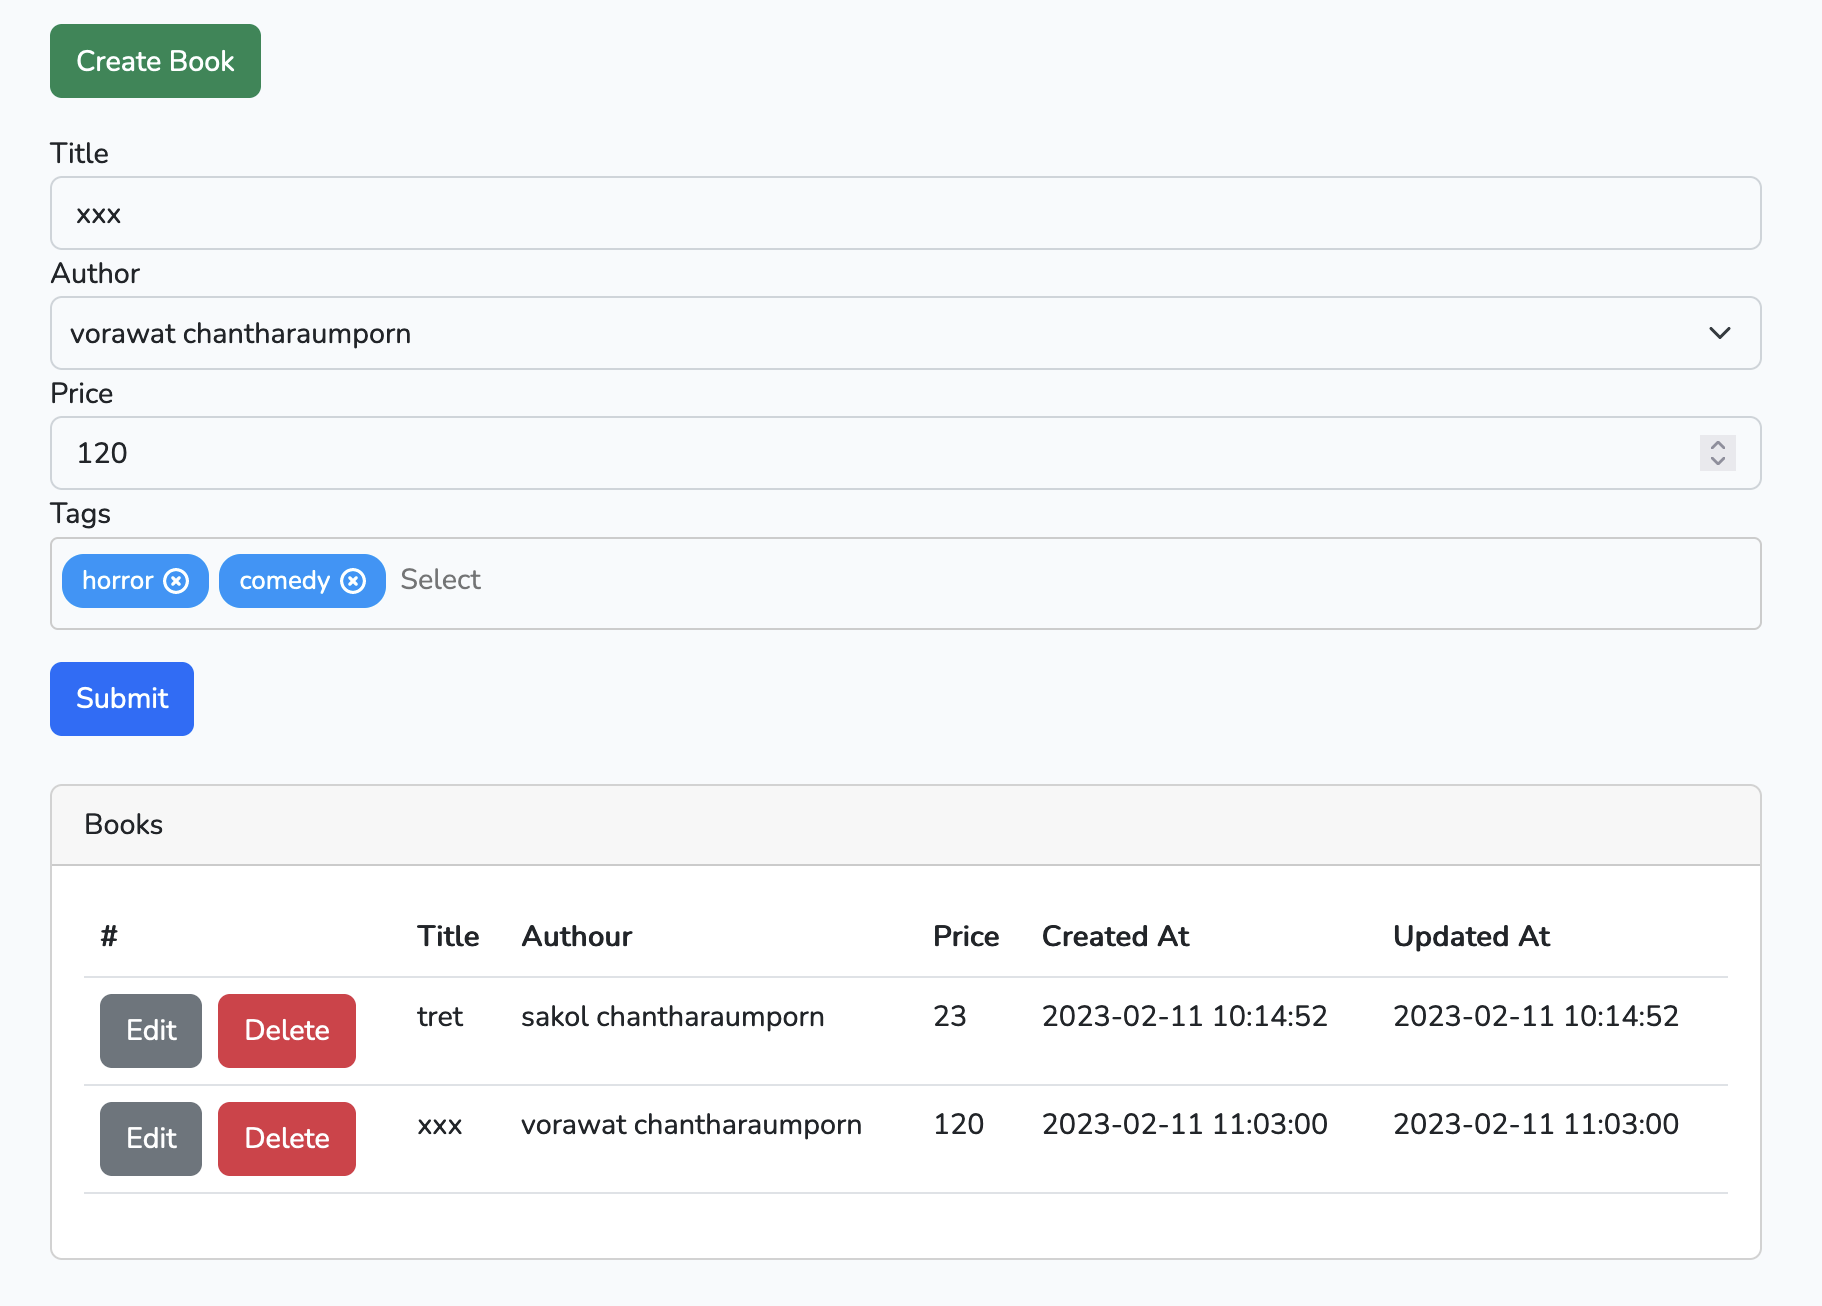 Create Book
Title
xxx
Author
vorawat chantharaumporn
Price
120
Tags
horror comedy Select
Submit
Books
# Title Authour Price Created At Updated At
Edit Delete tret sakol chantharaumporn 23 2023-02-11 10:14:52 2023-02-11 10:14:52
Edit Delete xxx vorawat chantharaumporn 120 2023-02-11 11:03:00 2023-02-11 11:03:00